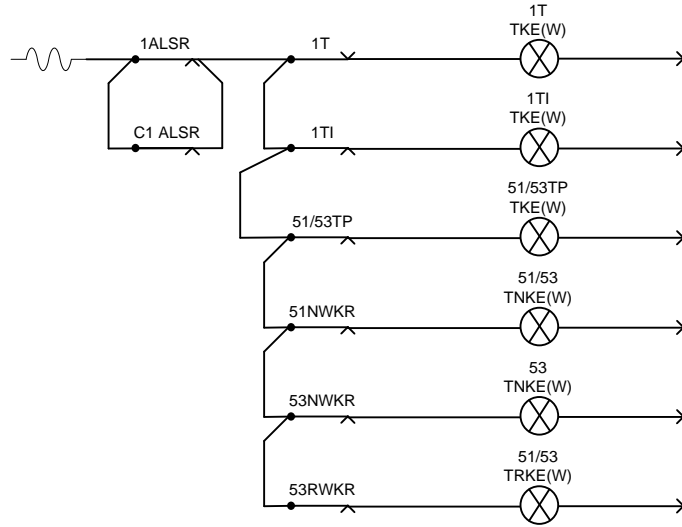 1ALSR
1T
1T
TKE(W)
C1 ALSR
1TI
1TI
TKE(W)
51/53TP
51/53TP
TKE(W)
51NWKR
51/53
TNKE(W)
53NWKR
53
TNKE(W)
53RWKR
51/53
TRKE(W)